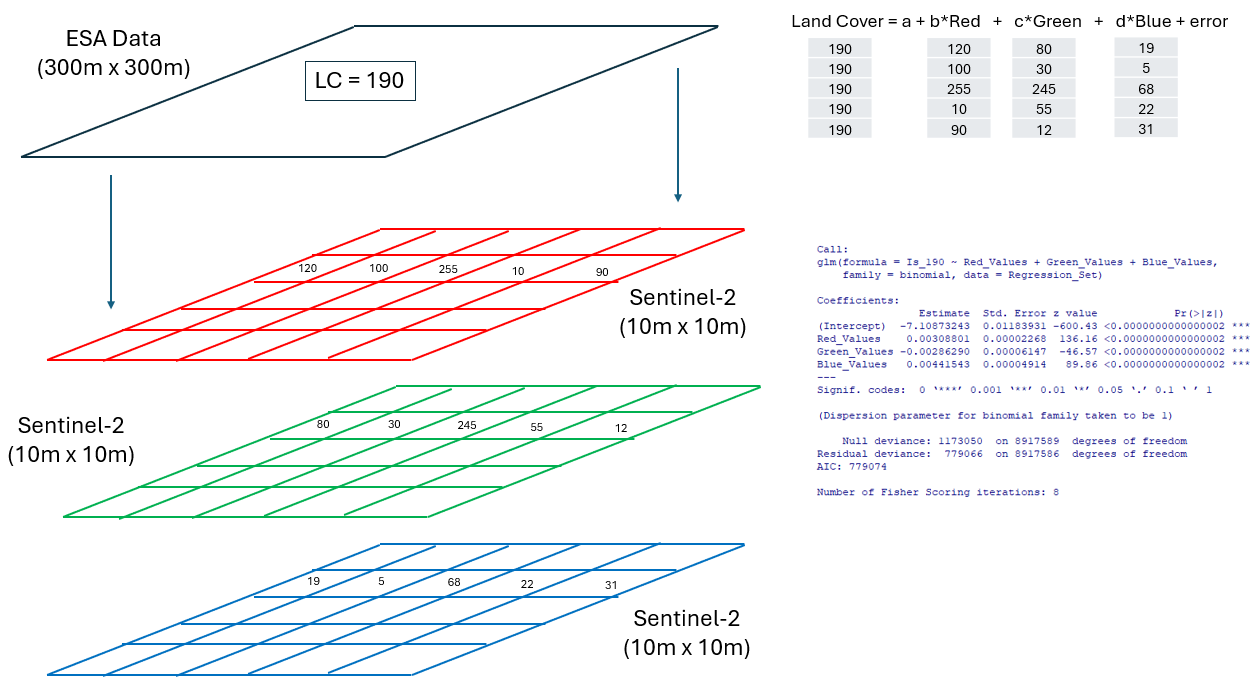 ESA Data
(300m x 300m)
LC = 190
Land Cover = a + b*Red + c*Green + d*Blue + error
190 120 80 19
190 100 30 5
190 255 245 68
190 10 55 22
190 90 12 31
120 100 255 10 90
Sentinel-2
(10m x 10m)
80 30 245 55 12
Sentinel-2
(10m x 10m)
19 5 68 22 31
Sentinel-2
(10m x 10m)
Call:
glm(formula = Is_190 ~ Red_Values + Green_Values + Blue_Values,
family = binomial, data = Regression_Set)
Coefficients:
Estimate Std. Error z value Pr(>|z|)
(Intercept) -7.10873243 0.01183931 -600.43 <0.0000000000000002 ***
Red_Values 0.00308801 0.00002268 136.16 <0.0000000000000002 ***
Green_Values -0.00286290 0.00006147 -46.57 <0.0000000000000002 ***
Blue_Values 0.00441543 0.00004914 89.86 <0.0000000000000002 ***
---
Signif. codes: 0 ‘***’ 0.001 ‘**’ 0.01 ‘*’ 0.05 ‘.’ 0.1 ‘ ’ 1
(Dispersion parameter for binomial family taken to be 1)
Null deviance: 1173050 on 8917589 degrees of freedom
Residual deviance: 779066 on 8917586 degrees of freedom
AIC: 779074
Number of Fisher Scoring iterations: 8